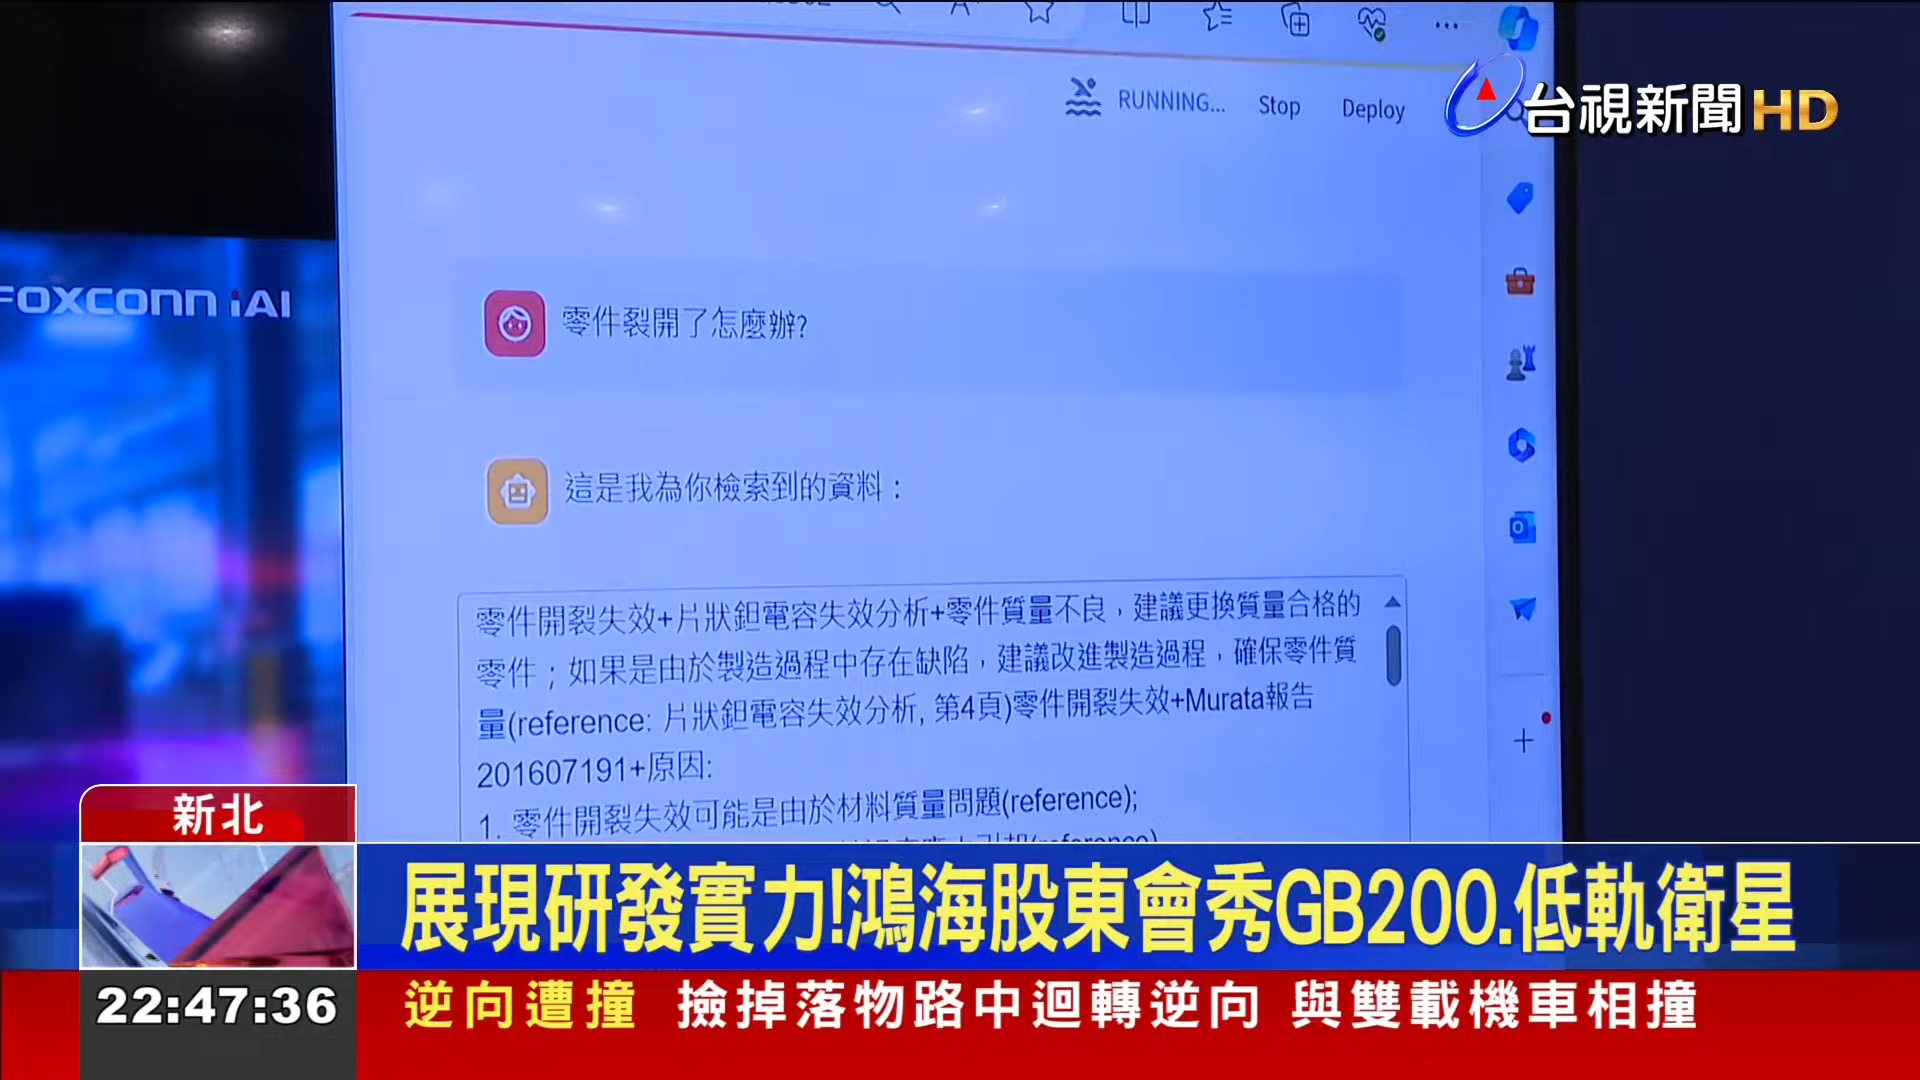 RUNNING...
Stop
Deploy
台視新聞HD
FOXCONN iAI
零件裂開了怎麼辦?
這是我為你檢索到的資料：
零件開裂失效+片狀鉭電容失效分析+零件質量不良，建議更換質量合格的
零件；如果是由於製造過程中存在缺陷，建議改進製造過程，確保零件質
量(reference: 片狀鉭電容失效分析, 第4頁)零件開裂失效+Murata報告
201607191+原因:
1. 零件開裂失效可能是由於材料質量問題(reference);
新北
展現研發實力!鴻海股東會秀GB200.低軌衛星
22:47:36
逆向遭撞 撿掉落物路中迴轉逆向 與雙載機車相撞